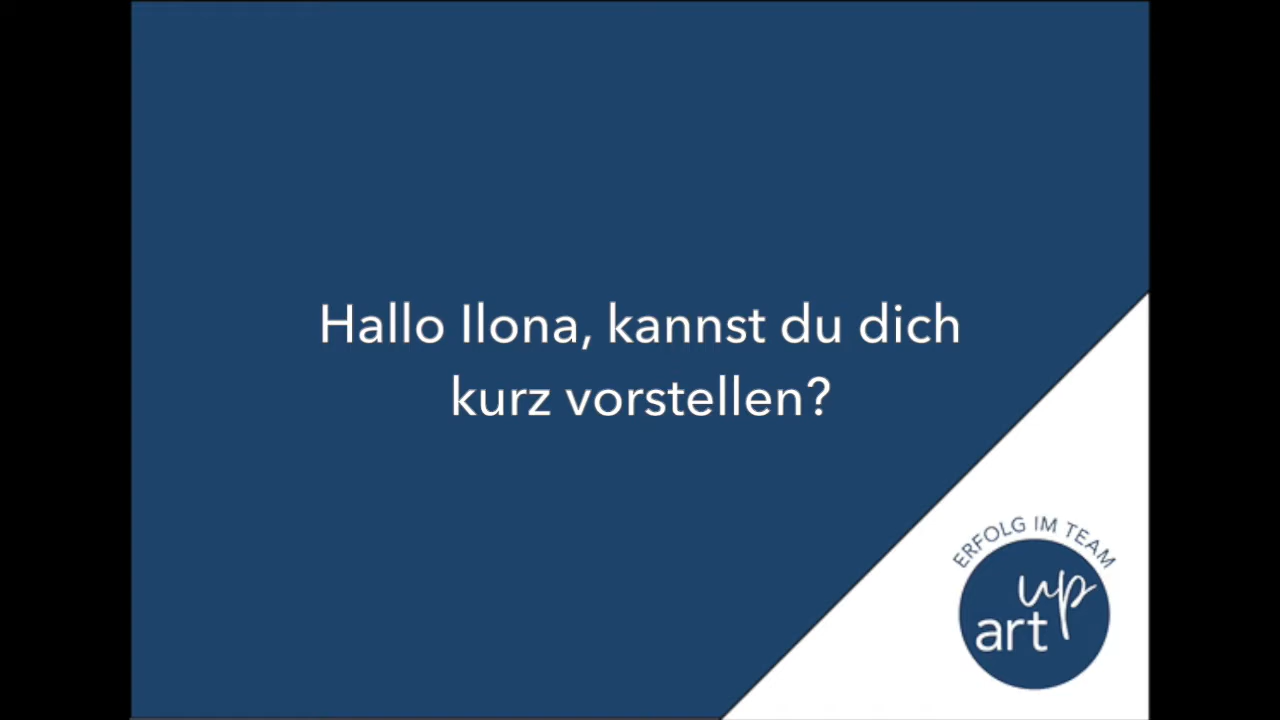 Hallo Ilona, kannst du dich
kurz vorstellen?
ERFOLG IM TEAM
up
art